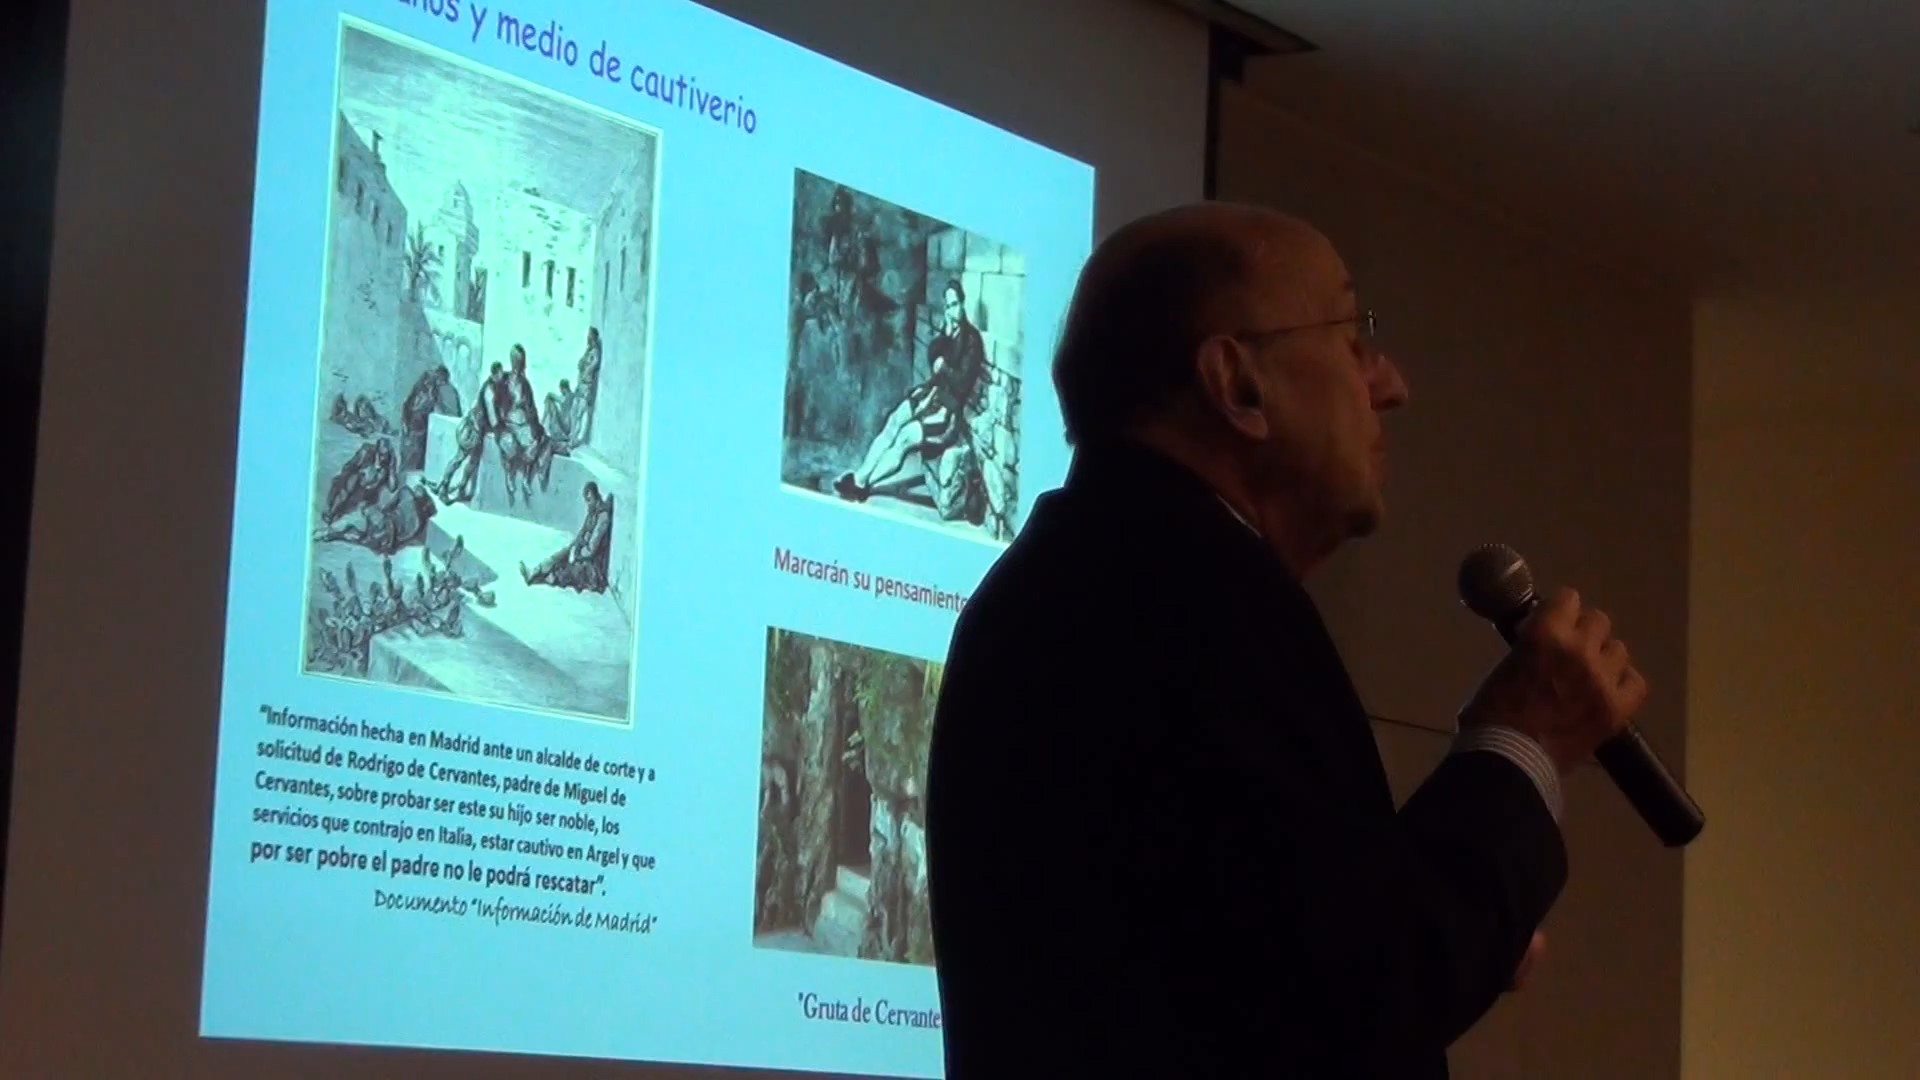 y medio de cautiverio
Marcarán su pensamiento
"Información hecha en Madrid ante un alcalde de corte y a
solicitud de Rodrigo de Cervantes, padre de Miguel de
Cervantes, sobre probar ser este su hijo ser noble, los
servicios que contrajo en Italia, estar cautivo en Argel y que
por ser pobre el padre no le podrá rescatar".
Documento "Información de Madrid"
"Gruta de Cervante